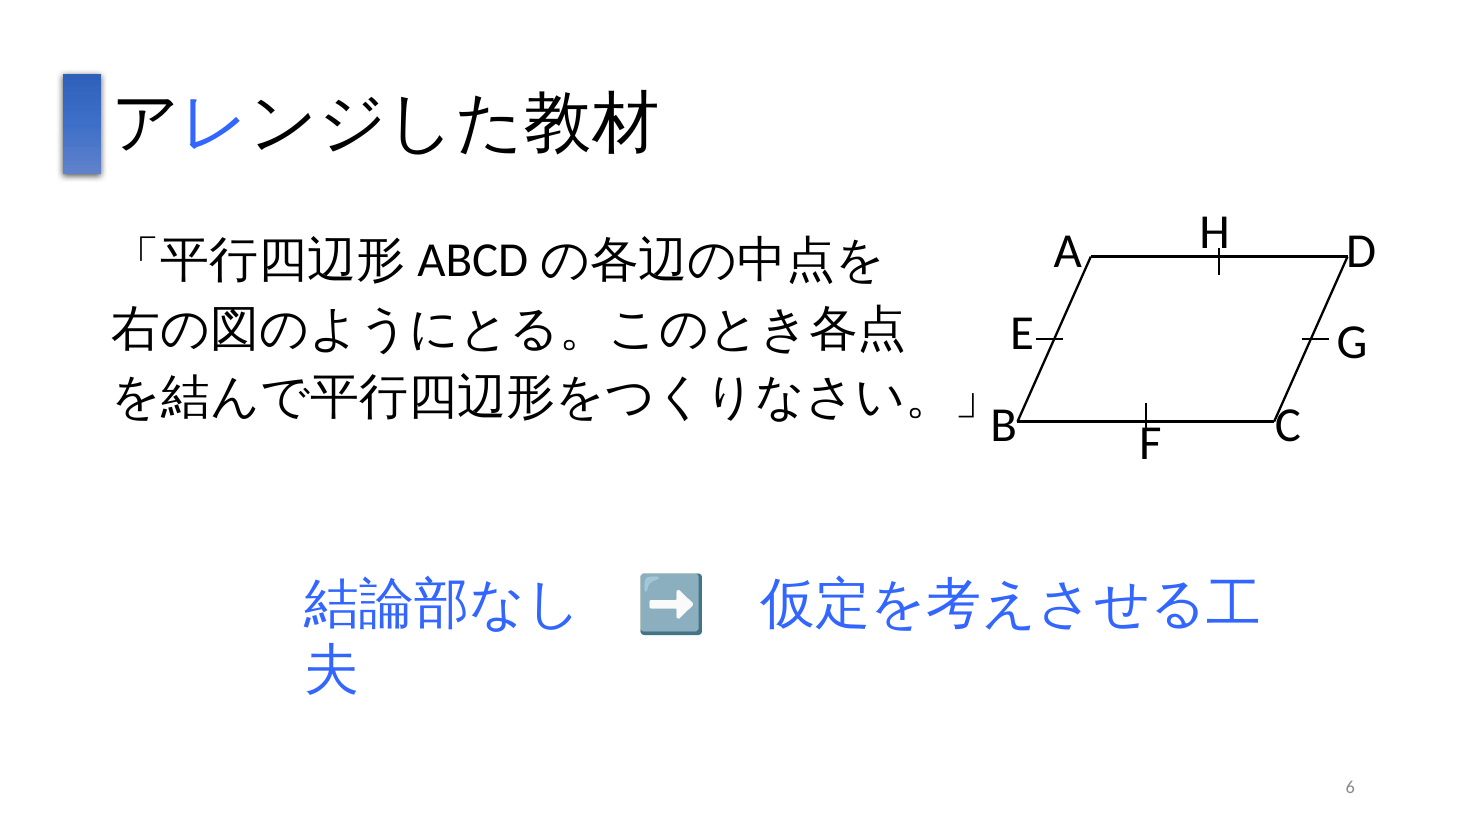 アレンジした教材
「平行四辺形 ABCD の各辺の中点を
右の図のようにとる。このとき各点
を結んで平行四辺形をつくりなさい。」
H
A
D
E
G
B
C
F
結論部なし ➡️ 仮定を考えさせる工
夫
6